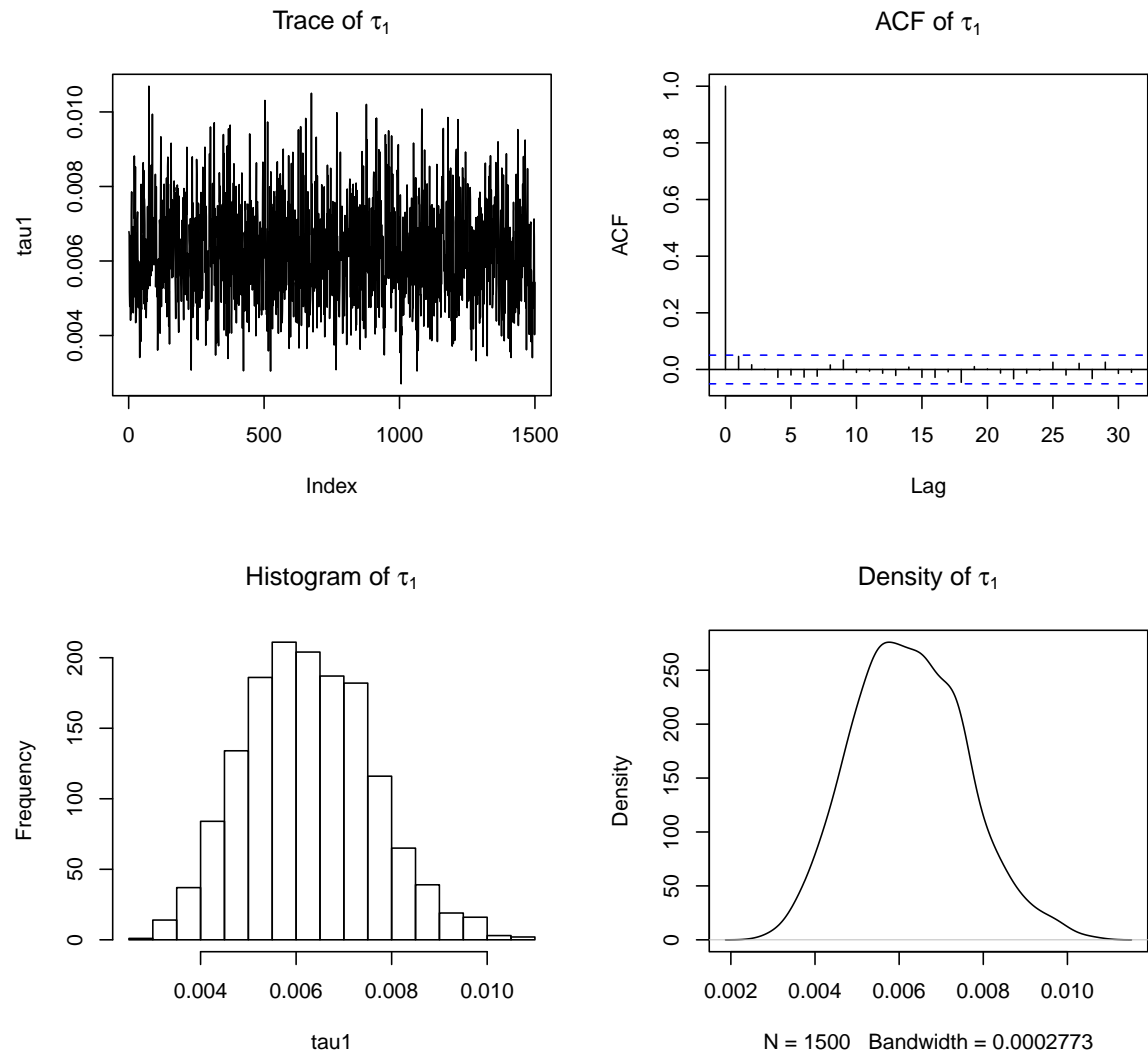 Trace of τ1
0.010
0.008
0.006
0.004
tau1
0 500 1000 1500
Index
ACF of τ1
1.0
0.8
0.6
0.4
0.2
0.0
ACF
0 5 10 15 20 25 30
Lag
Histogram of τ1
200
150
100
50
0
Frequency
0.004 0.006 0.008 0.010
tau1
Density of τ1
250
200
150
100
50
0
Density
0.002 0.004 0.006 0.008 0.010
N = 1500 Bandwidth = 0.0002773